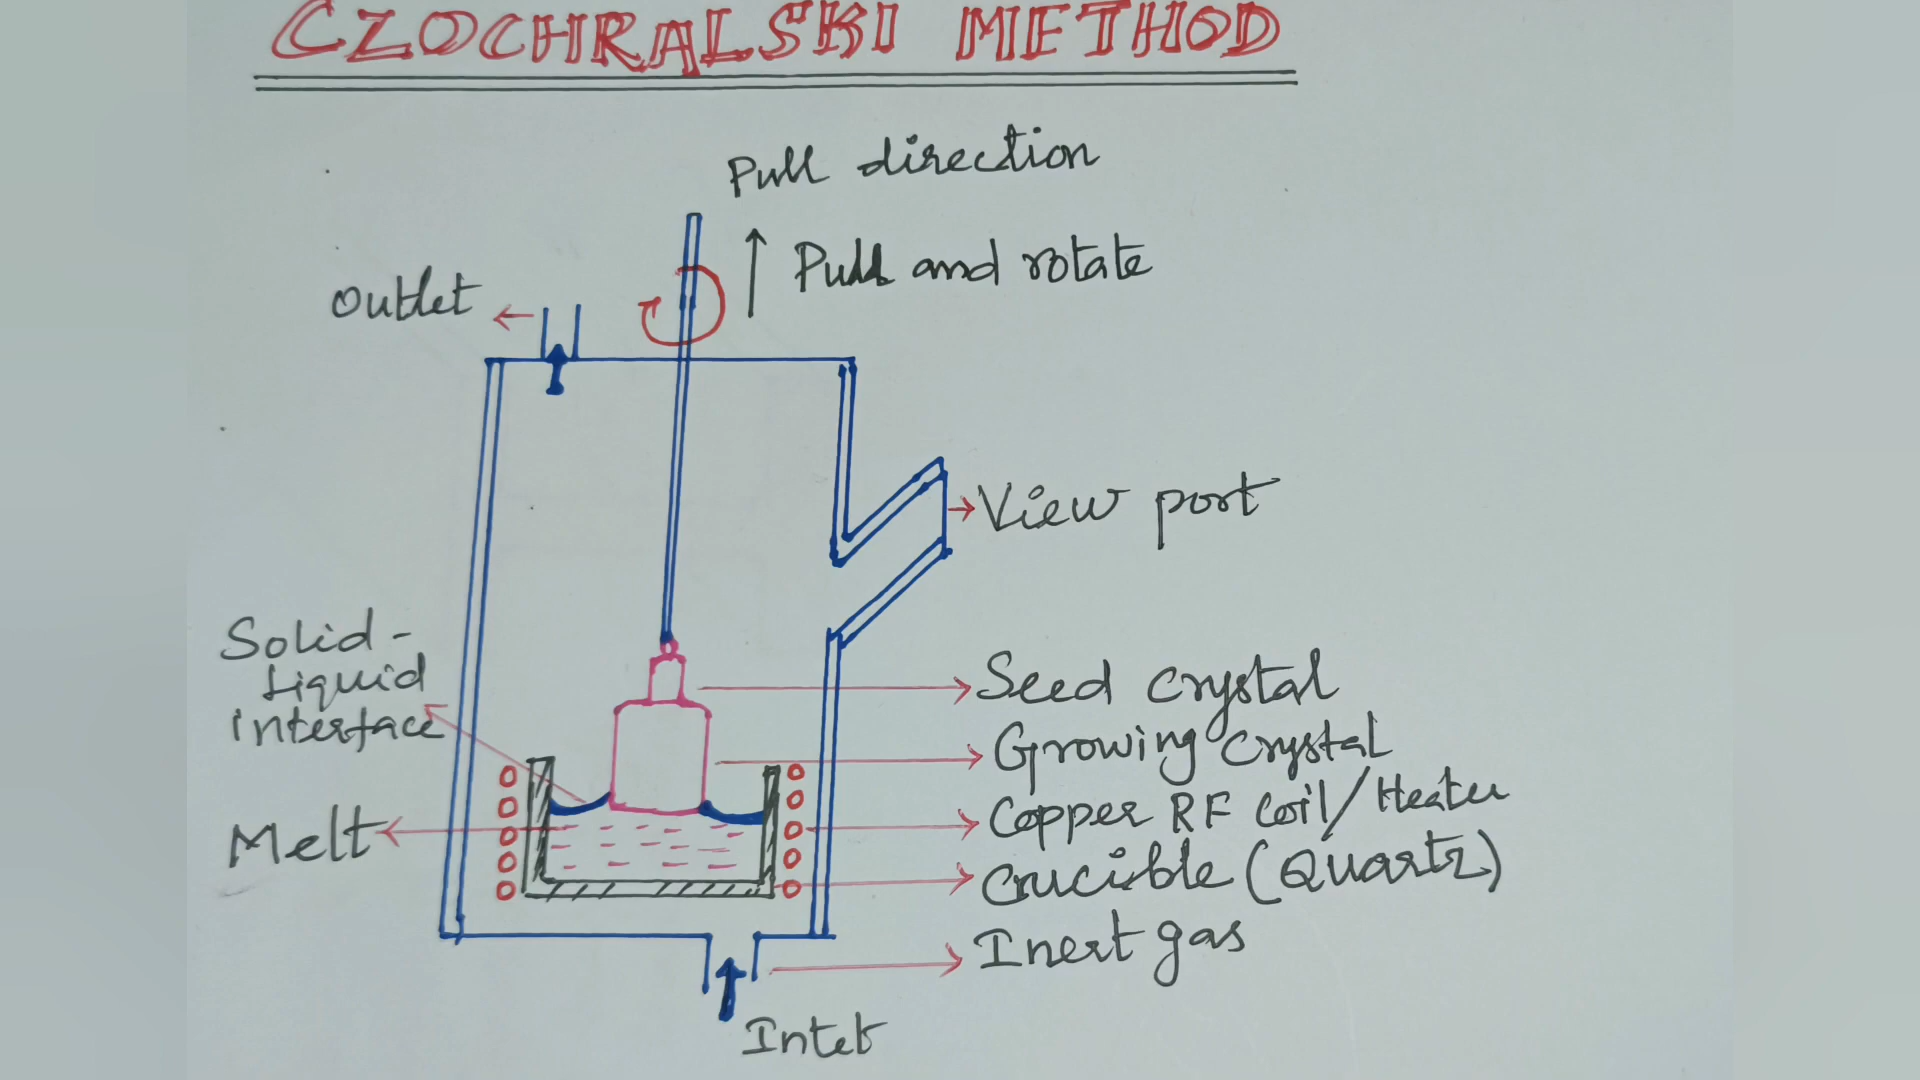 CZOCHRALSKI METHOD
Pull direction
Pull and rotate
Outlet
View port
Solid-
Liquid
interface
Seed crystal
Growing crystal
Copper RF Coil/Heater
Melt
Crucible (Quartz)
Inert gas
Intet